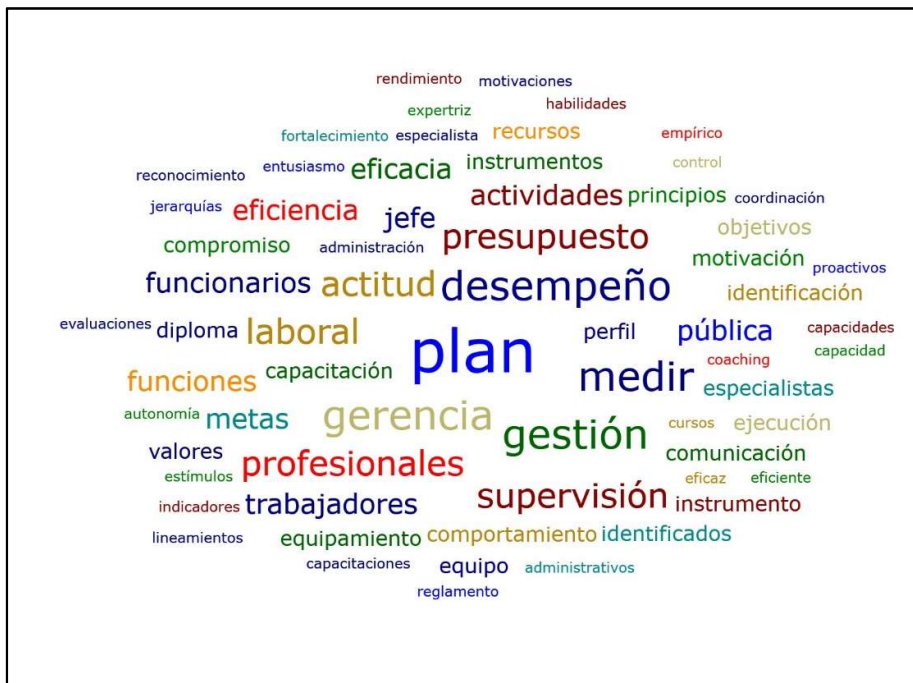 rendimiento motivaciones
expertriz habilidades
fortalecimiento especialista recursos empírico
reconocimiento entusiasmo eficacia instrumentos control
jerarquías eficiencia jefe actividades principios coordinación
compromiso administración presupuesto objetivos
funcionarios actitud desempeño motivación proactivos
identificación
evaluaciones diploma laboral plan perfil pública capacidades
capacidad
funciones capacitación medir coaching especialistas
autonomía metas gerencia gestión cursos ejecución
valores profesionales comunicación
estímulos eficaz eficiente
indicadores trabajadores supervisión instrumento
lineamientos equipamiento comportamiento identificados
capacitaciones equipo administrativos
reglamento